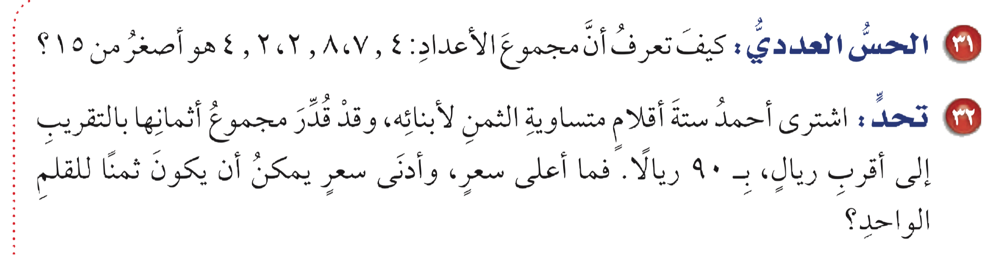 ٣١ الحسُّ العدديُّ: كيفَ تعرفُ أنَّ مجموعَ الأعدادِ: ٤ , ٨،٧ , ٢،٢ , ٤ هو أصغرُ من ١٥ ؟
٣٢ تحدٍّ: اشترى أحمدُ ستةَ أقلامٍ متساويةِ الثمنِ لأبنائِه، وقدْ قُدِّرَ مجموعُ أثمانِها بالتقريبِ
إلى أقربِ ريالٍ، بِـ ٩٠ ريالًا. فما أعلى سعرٍ، وأدنَى سعرٍ يمكنُ أن يكونَ ثمنًا للقلمِ
الواحدِ؟